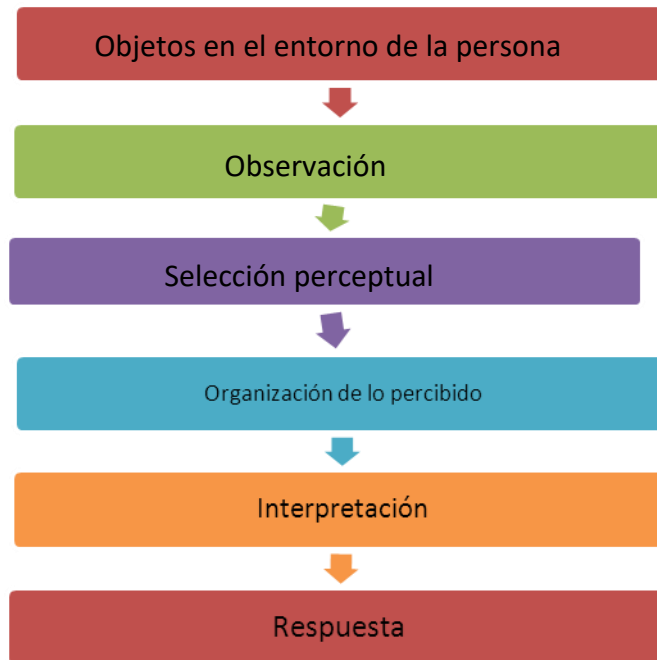 Objetos en el entorno de la persona
Observación
Selección perceptual
Organización de lo percibido
Interpretación
Respuesta